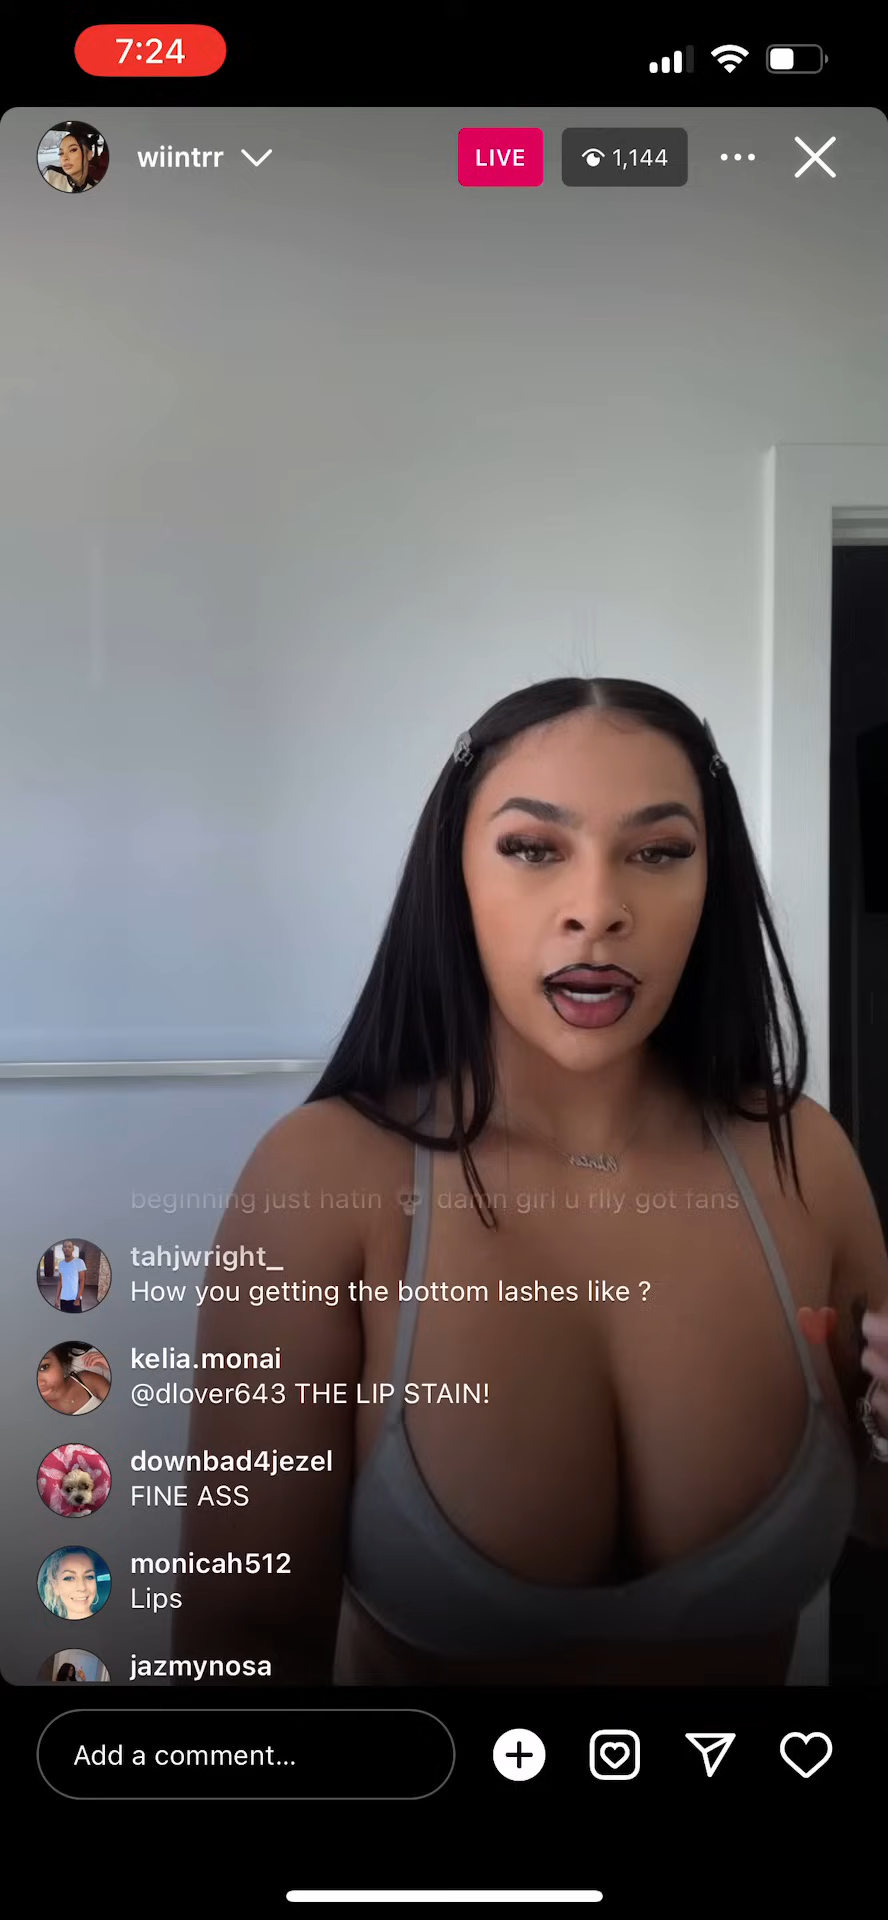 7:24
wiintrr
LIVE
1,144
beginning just hatin 💀 damn girl u rlly got fans
tahjwright_
How you getting the bottom lashes like ?
kelia.monai
@dlover643 THE LIP STAIN!
downbad4jezel
FINE ASS
monicah512
Lips
jazmynosa
Add a comment...